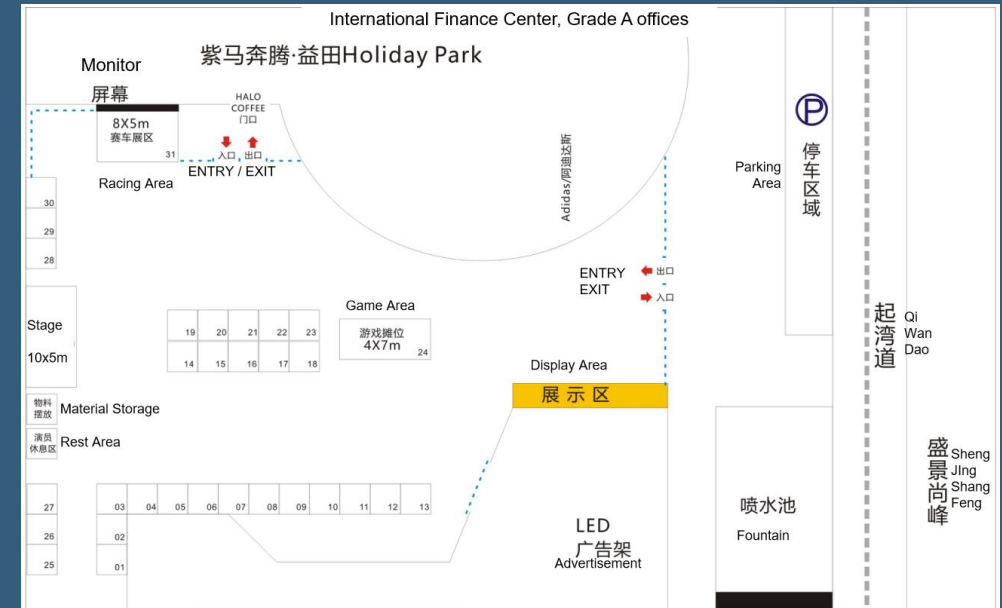 International Finance Center, Grade A offices
紫马奔腾·益田Holiday Park
Monitor
屏幕
8X5m
赛车展区
31
Racing Area
HALO
COFFEE
门口
入口 出口
ENTRY / EXIT
Adidas/阿迪达斯
Parking
Area
P
停车区域
30
29
28
ENTRY
EXIT
出口
入口
Stage
10x5m
19 20 21 22 23
14 15 16 17 18
Game Area
游戏摊位
4X7m
24
起湾道
Qi
Wan
Dao
Display Area
展示区
物料
摆放
Material Storage
演员
休息区
Rest Area
盛景尚峰
Sheng
JIng
Shang
Feng
27
26
25
03 04 05 06 07 08 09 10 11 12 13
02
01
LED
广告架
Advertisement
喷水池
Fountain